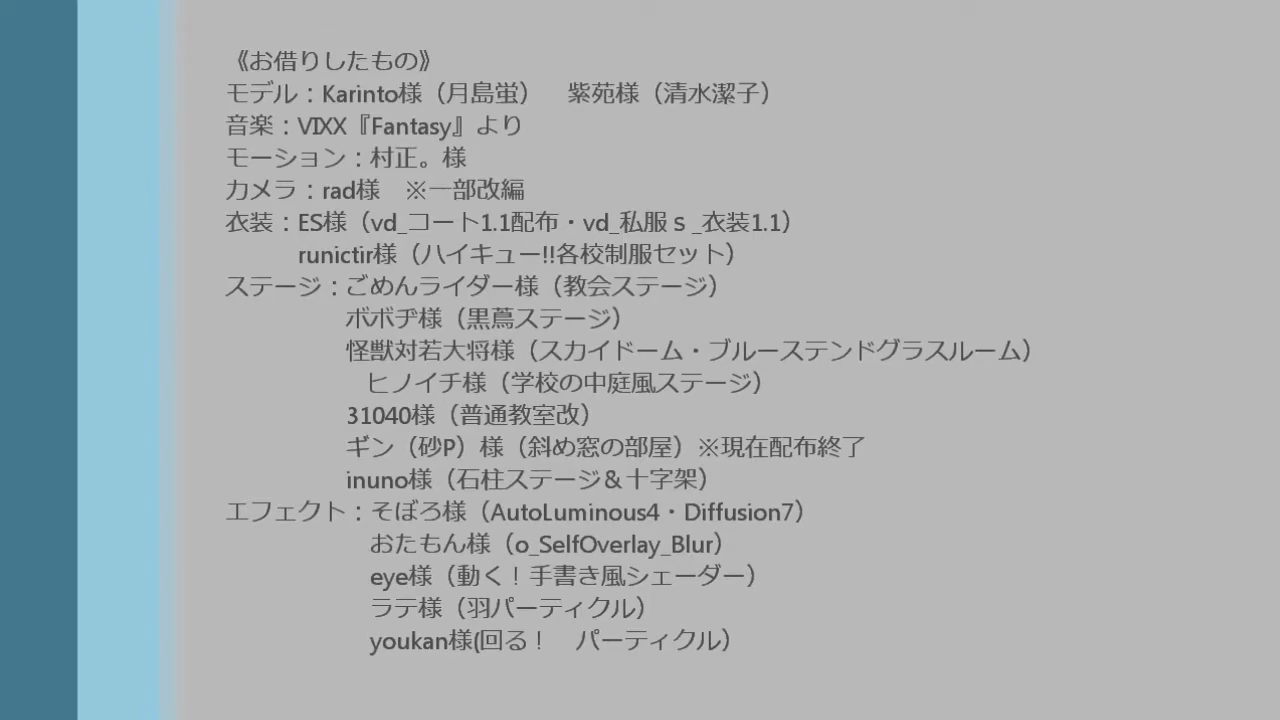 《お借りしたもの》
モデル：Karinto様（月島蛍）　紫苑様（清水潔子）
音楽：VIXX『Fantasy』より
モーション：村正。様
カメラ：rad様　※一部改編
衣装：ES様（vd_コート1.1配布・vd_私服ｓ_衣装1.1）
runictir様（ハイキュー!!各校制服セット）
ステージ：ごめんライダー様（教会ステージ）
ボボヂ様（黒蔦ステージ）
怪獣対若大将様（スカイドーム・ブルーステンドグラスルーム）
ヒノイチ様（学校の中庭風ステージ）
31040様（普通教室改）
ギン（砂P）様（斜め窓の部屋）※現在配布終了
inuno様（石柱ステージ＆十字架）
エフェクト：そぼろ様（AutoLuminous4・Diffusion7）
おたもん様（o_SelfOverlay_Blur）
eye様（動く！手書き風シェーダー）
ラテ様（羽パーティクル）
youkan様(回る！　パーティクル）